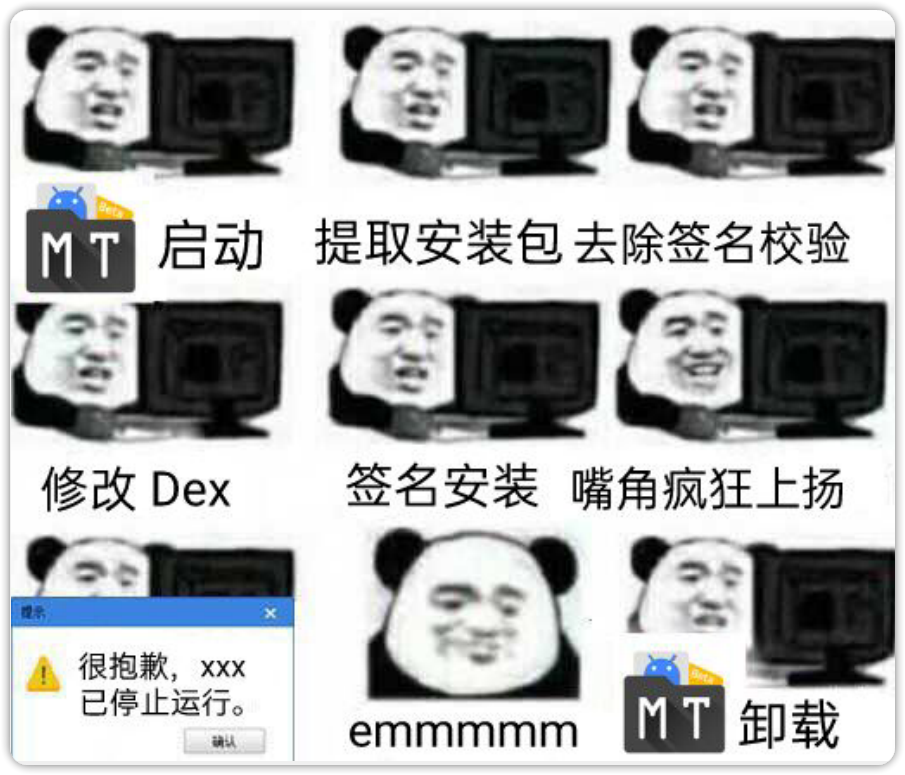 Beta
MT 启动
提取安装包
去除签名校验
修改 Dex
签名安装
嘴角疯狂上扬
提示
很抱歉，xxx
已停止运行。
确认
emmmmm
Beta
MT 卸载